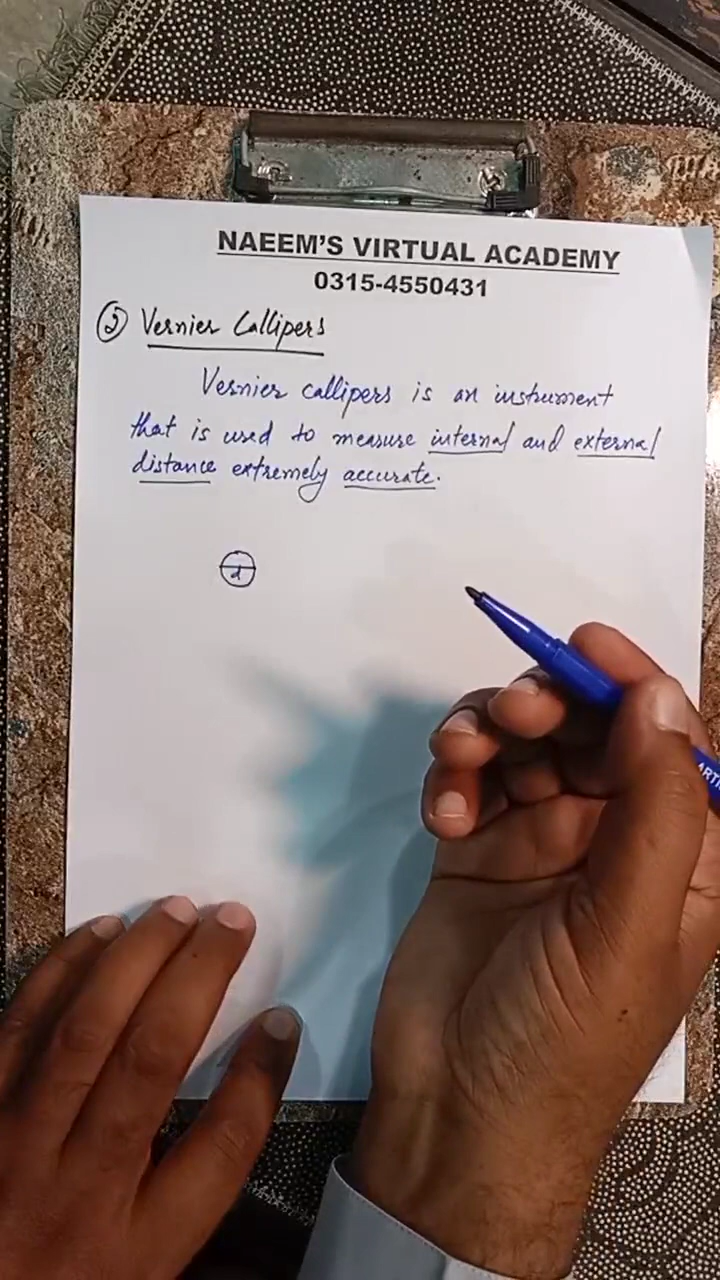 NAEEM'S VIRTUAL ACADEMY
0315-4550431
② Vernier Callipers
Vernier callipers is an instrument
that is used to measure internal and external
distance extremely accurate.
d